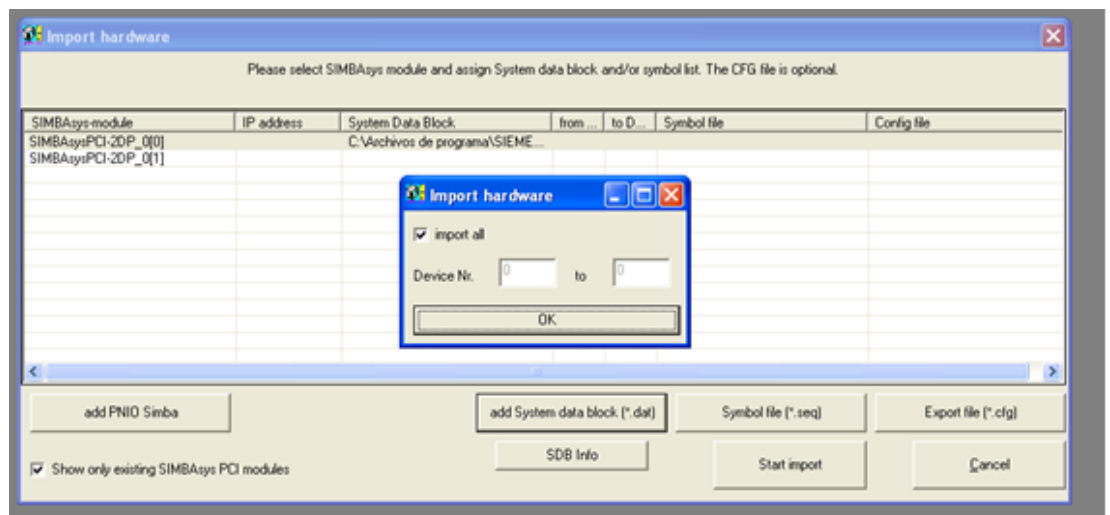 Import hardware
Please select SIMBAsys module and assign System data block and/or symbol list. The CFG file is optional.
SIMBAsys-module IP address System Data Block from ... to D... Symbol file Config file
SIMBAsysPCI-2DP_0[0] C:\Archivos de programa\SIEME...
SIMBAsysPCI-2DP_0[1]
Import hardware
import all
Device Nr. 0 to 0
OK
add PNIO Simba add System data block (*.dat) Symbol file (*.seq) Export file (*.cfg)
SDB Info
Show only existing SIMBAsys PCI modules Start import Cancel